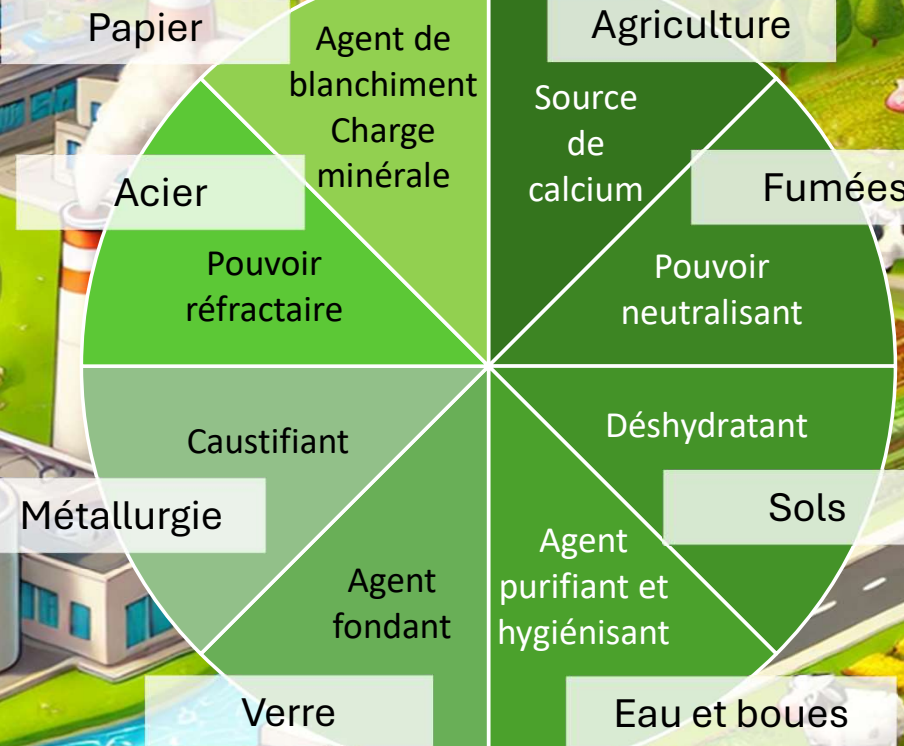 Papier
Agent de
blanchiment
Charge
minérale
Agriculture
Source
de
calcium
Acier
Pouvoir
réfractaire
Fumées
Pouvoir
neutralisant
Caustifiant
Métallurgie
Déshydratant
Sols
Agent
fondant
Verre
Agent
purifiant et
hygiénisant
Eau et boues